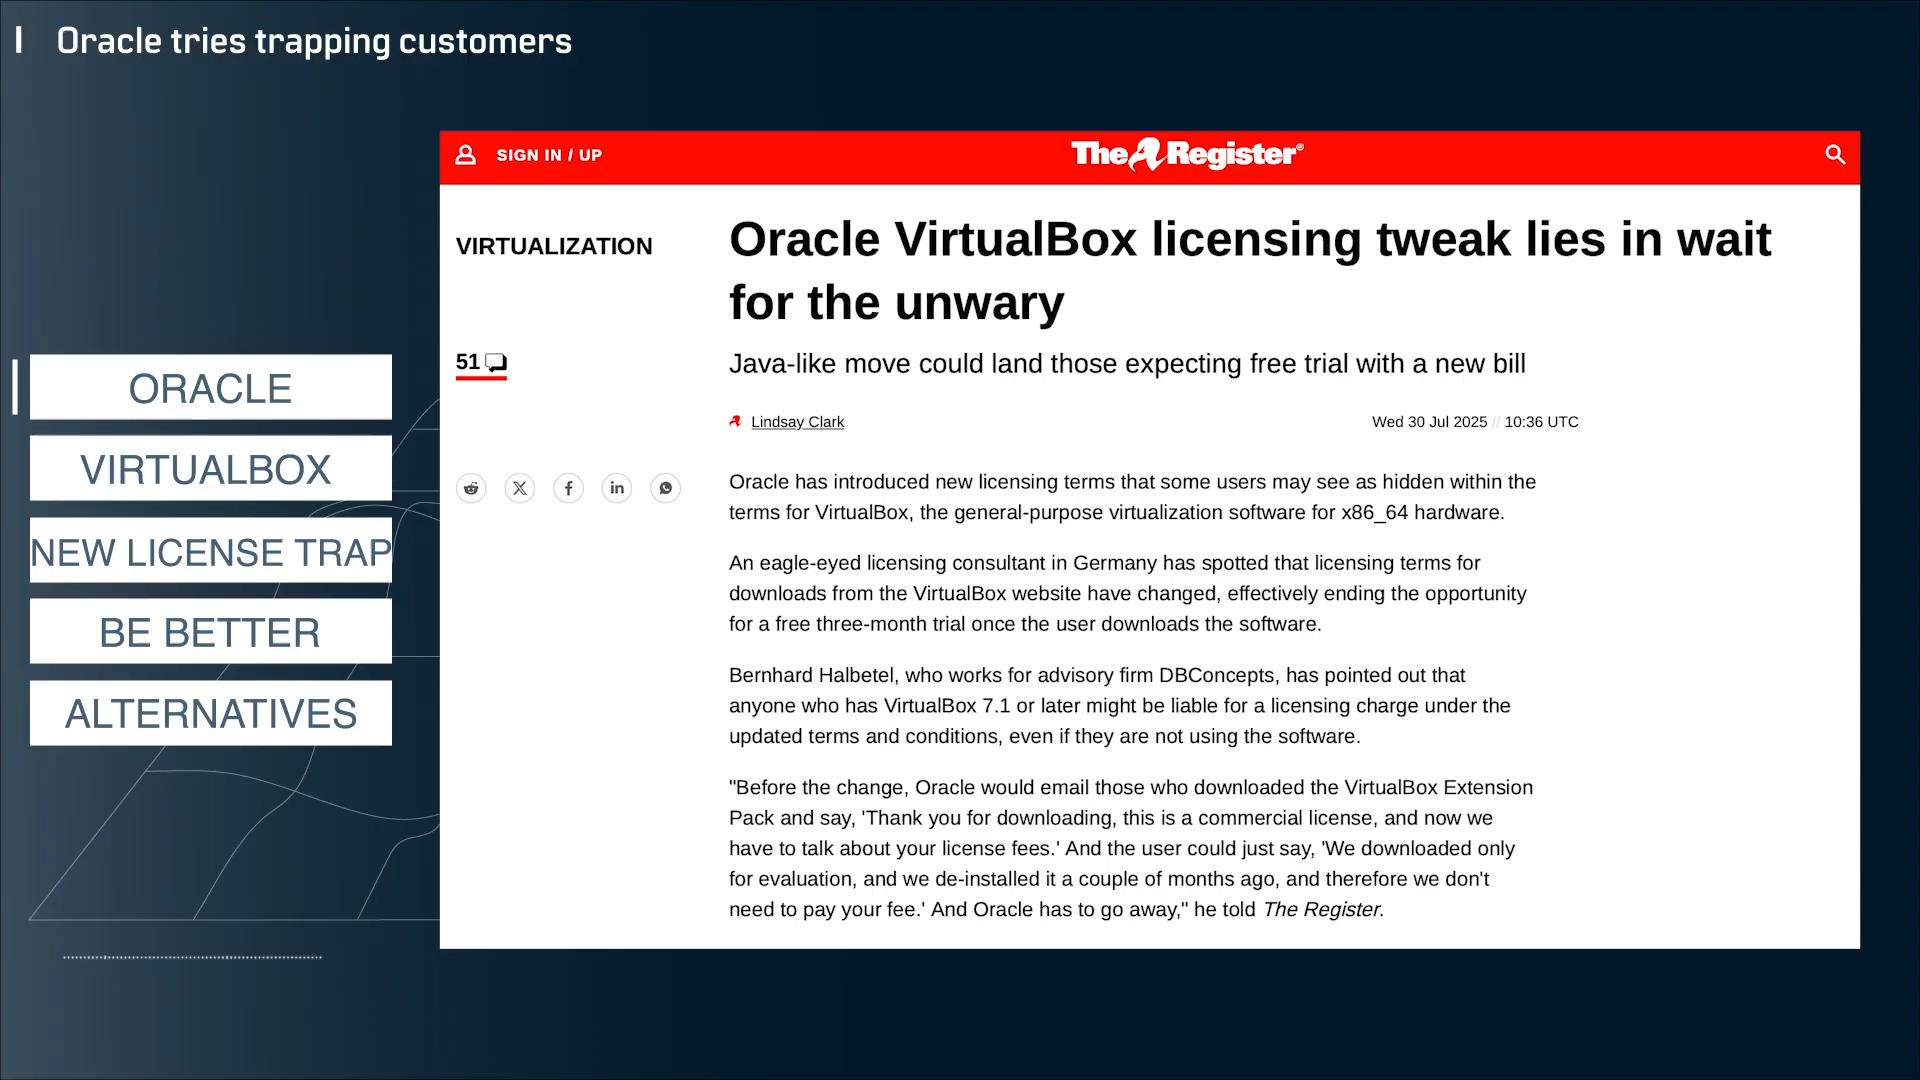 Oracle tries trapping customers
ORACLE
VIRTUALBOX
NEW LICENSE TRAP
BE BETTER
ALTERNATIVES
SIGN IN / UP
The Register®
VIRTUALIZATION
51
Oracle VirtualBox licensing tweak lies in wait
for the unwary
Java-like move could land those expecting free trial with a new bill
Lindsay Clark
Wed 30 Jul 2025 // 10:36 UTC
Oracle has introduced new licensing terms that some users may see as hidden within the
terms for VirtualBox, the general-purpose virtualization software for x86_64 hardware.
An eagle-eyed licensing consultant in Germany has spotted that licensing terms for
downloads from the VirtualBox website have changed, effectively ending the opportunity
for a free three-month trial once the user downloads the software.
Bernhard Halbetel, who works for advisory firm DBConcepts, has pointed out that
anyone who has VirtualBox 7.1 or later might be liable for a licensing charge under the
updated terms and conditions, even if they are not using the software.
"Before the change, Oracle would email those who downloaded the VirtualBox Extension
Pack and say, 'Thank you for downloading, this is a commercial license, and now we
have to talk about your license fees.' And the user could just say, 'We downloaded only
for evaluation, and we de-installed it a couple of months ago, and therefore we don't
need to pay your fee.' And Oracle has to go away," he told The Register.